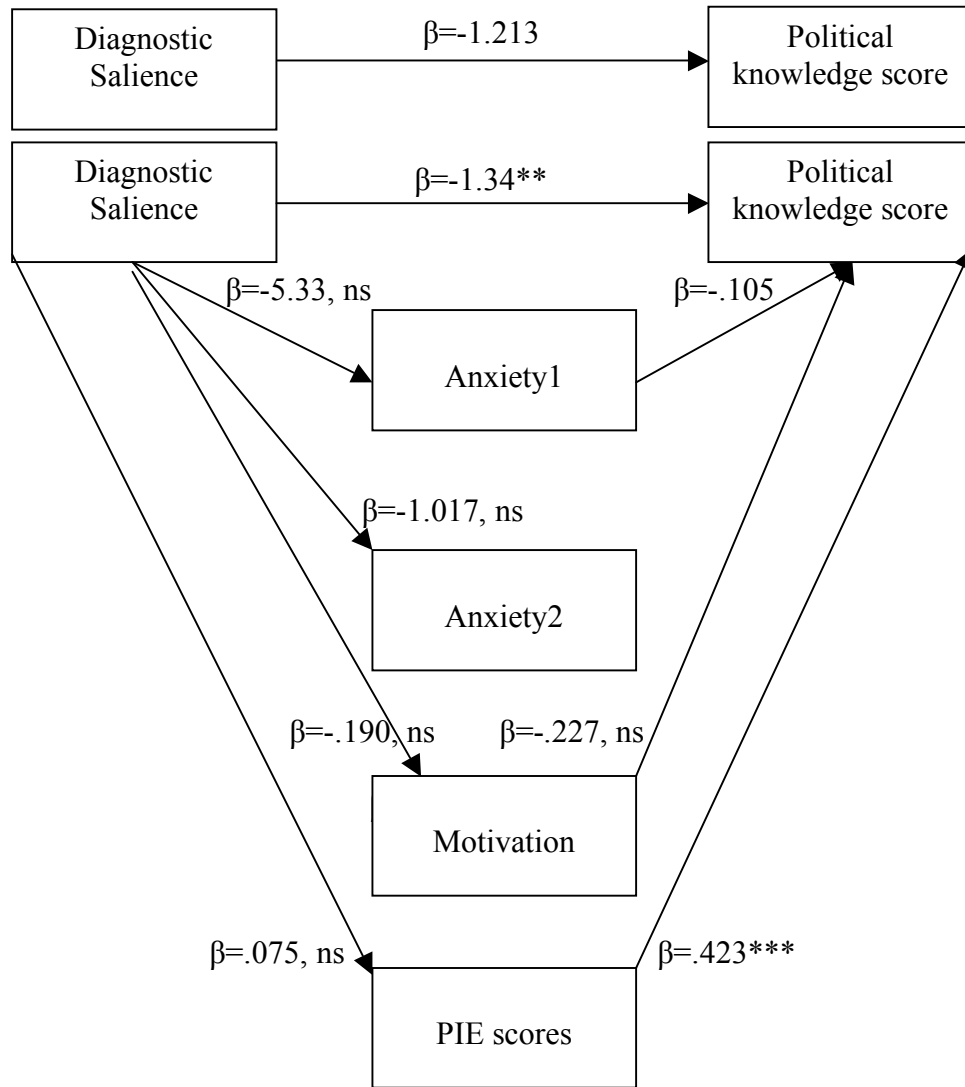 Diagnostic
Salience
β=-1.213
Political
knowledge score
Diagnostic
Salience
β=-1.34**
Political
knowledge score
β=-5.33, ns
β=-.105
Anxiety1
β=-1.017, ns
Anxiety2
β=-.190, ns
β=-.227, ns
Motivation
β=.075, ns
β=.423***
PIE scores